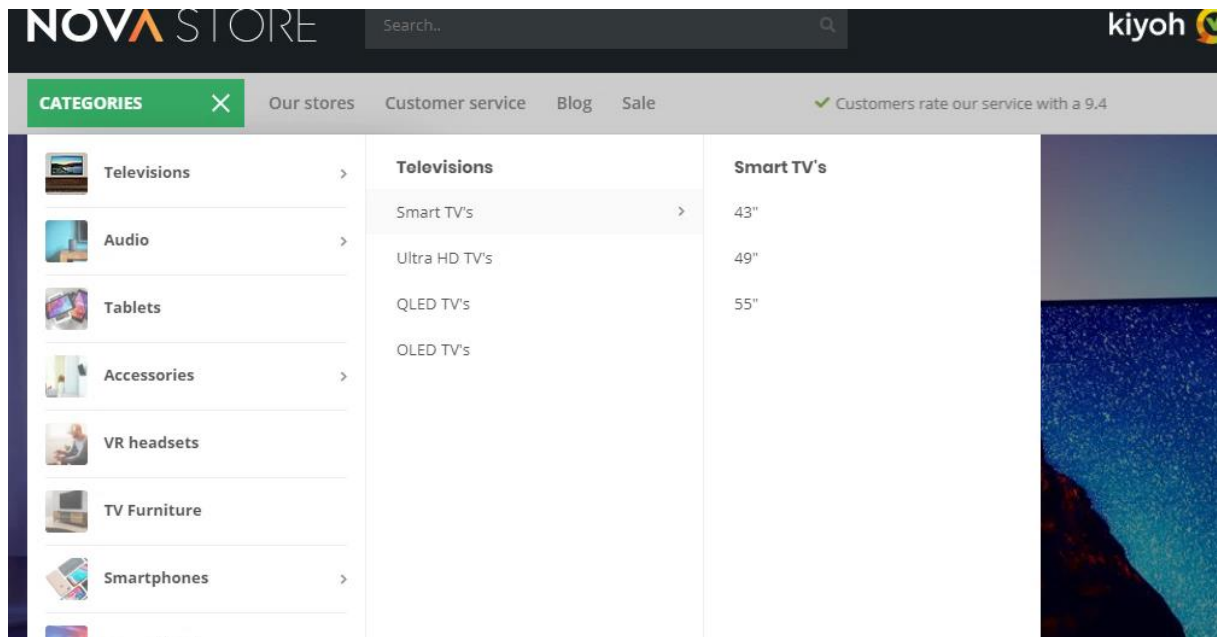 NOVA STORE
Search..
kiyoh
CATEGORIES
Our stores
Customer service
Blog
Sale
Customers rate our service with a 9.4
Televisions
Audio
Tablets
Accessories
VR headsets
TV Furniture
Smartphones
Televisions
Smart TV's
Ultra HD TV's
QLED TV's
OLED TV's
Smart TV's
43"
49"
55"